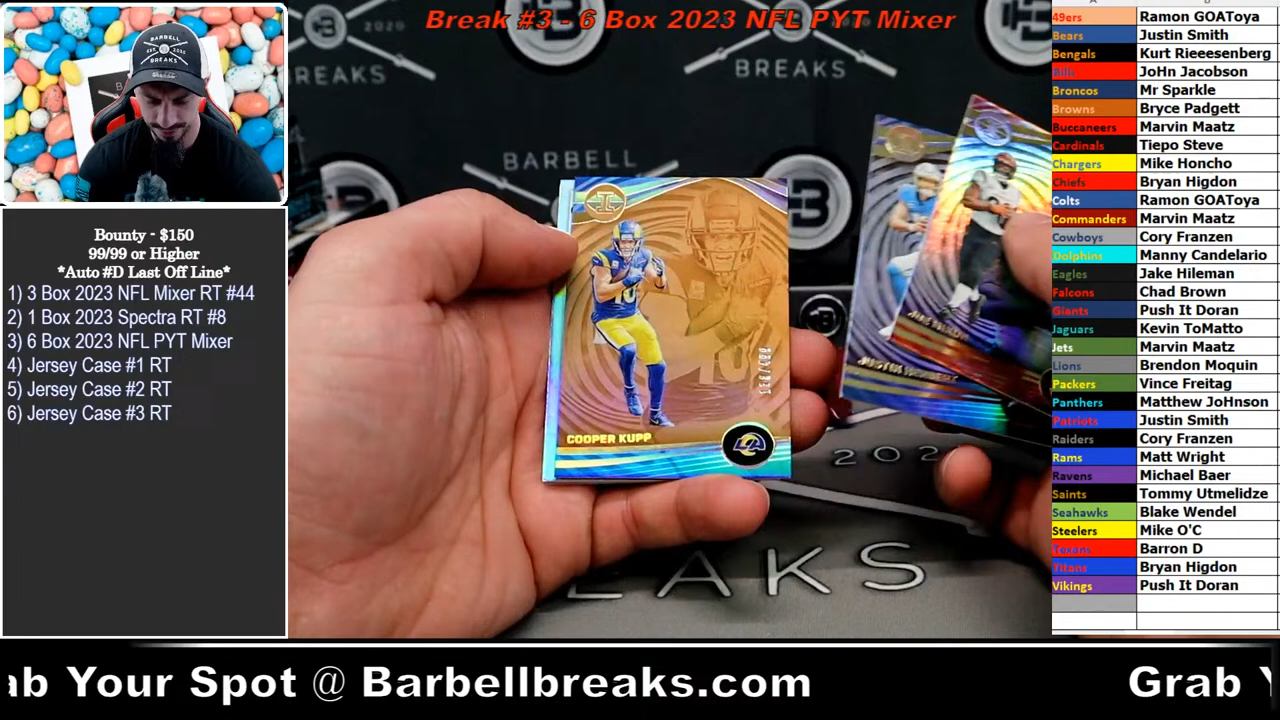 Break #3 - 6 Box 2023 NFL PYT Mixer
Bounty - $150
99/99 or Higher
*Auto #D Last Off Line*
1) 3 Box 2023 NFL Mixer RT #44
2) 1 Box 2023 Spectra RT #8
3) 6 Box 2023 NFL PYT Mixer
4) Jersey Case #1 RT
5) Jersey Case #2 RT
6) Jersey Case #3 RT
BARBELL
BREAKS
BREAKS
BREAKS
BARBELL
COOPER KUPP
202
EAKS
49ers Ramon GOAToya
Bears Justin Smith
Bengals Kurt Rieeesenberg
Bills JoHn Jacobson
Broncos Mr Sparkle
Browns Bryce Padgett
Buccaneers Marvin Maatz
Cardinals Tiepo Steve
Chargers Mike Honcho
Chiefs Bryan Higdon
Colts Ramon GOAToya
Commanders Marvin Maatz
Cowboys Cory Franzen
Dolphins Manny Candelario
Eagles Jake Hileman
Falcons Chad Brown
Giants Push It Doran
Jaguars Kevin ToMatto
Jets Marvin Maatz
Lions Brendon Moquin
Packers Vince Freitag
Panthers Matthew JoHnson
Patriots Justin Smith
Raiders Cory Franzen
Rams Matt Wright
Ravens Michael Baer
Saints Tommy Utmelidze
Seahawks Blake Wendel
Steelers Mike O'C
Texans Barron D
Titans Bryan Higdon
Vikings Push It Doran
ab Your Spot @ Barbellbreaks.com Grab Y